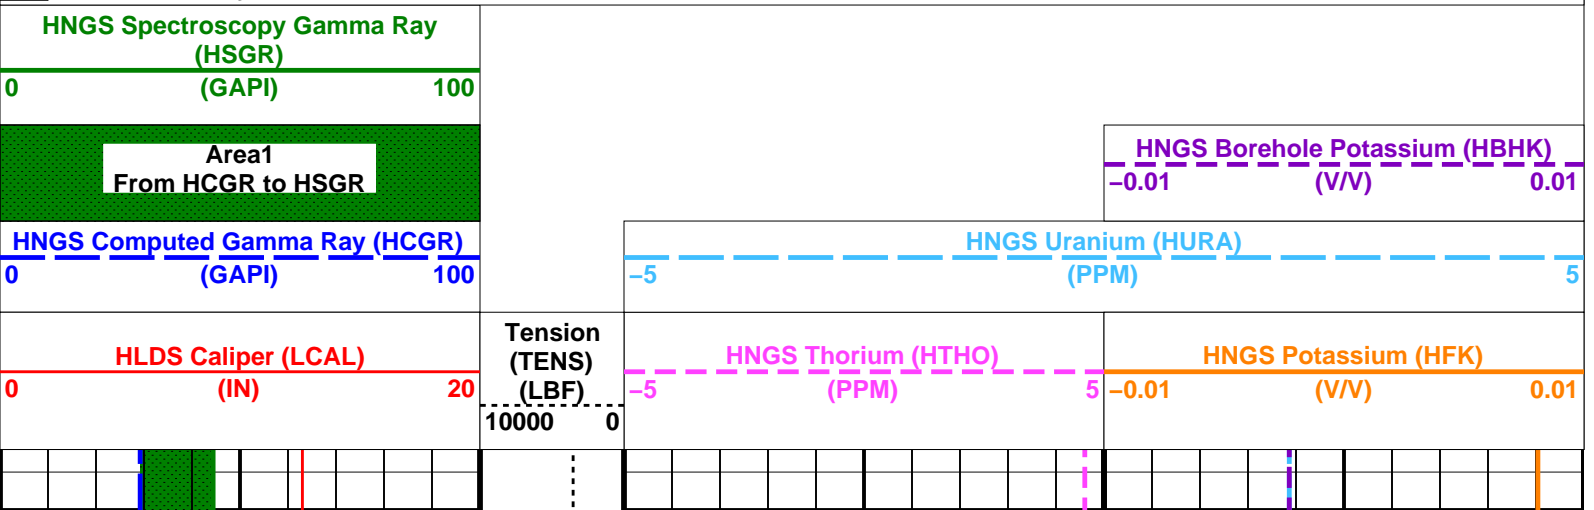 HNGS Spectroscopy Gamma Ray
(HSGR)
0 (GAPI) 100
Area1
From HCGR to HSGR
HNGS Borehole Potassium (HBHK)
−0.01 (V/V) 0.01
HNGS Computed Gamma Ray (HCGR)
0 (GAPI) 100
HNGS Uranium (HURA)
−5 (PPM) 5
HLDS Caliper (LCAL)
0 (IN) 20
Tension
(TENS)
(LBF)
10000 0
HNGS Thorium (HTHO)
−5 (PPM) 5
HNGS Potassium (HFK)
−0.01 (V/V) 0.01